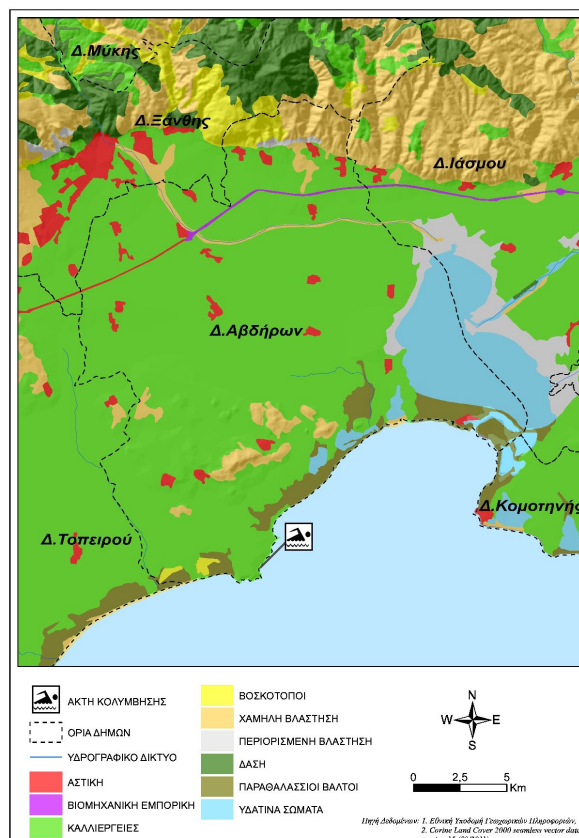 Δ.Μύκης
Δ.Ξάνθης
Δ.Ιάσμου
Δ.Αβδήρων
Δ.Κομοτηνής
Δ.Τοπειρού
ΑΚΤΗ ΚΟΛΥΜΒΗΣΗΣ
ΟΡΙΑ ΔΗΜΩΝ
ΥΔΡΟΓΡΑΦΙΚΟ ΔΙΚΤΥΟ
ΑΣΤΙΚΗ
ΒΙΟΜΗΧΑΝΙΚΗ ΕΜΠΟΡΙΚΗ
ΚΑΛΛΙΕΡΓΕΙΕΣ
ΒΟΣΚΟΤΟΠΟΙ
ΧΑΜΗΛΗ ΒΛΑΣΤΗΣΗ
ΠΕΡΙΟΡΙΣΜΕΝΗ ΒΛΑΣΤΗΣΗ
ΔΑΣΗ
ΠΑΡΑΘΑΛΑΣΣΙΟΙ ΒΑΛΤΟΙ
ΥΔΑΤΙΝΑ ΣΩΜΑΤΑ
N
W E
S
0 2,5 5
Km
Πηγή Δεδομένων: 1. Εθνική Υποδομή Γεωχωρικών Πληροφοριών,
2. Corine Land Cover 2000 seamless vector data